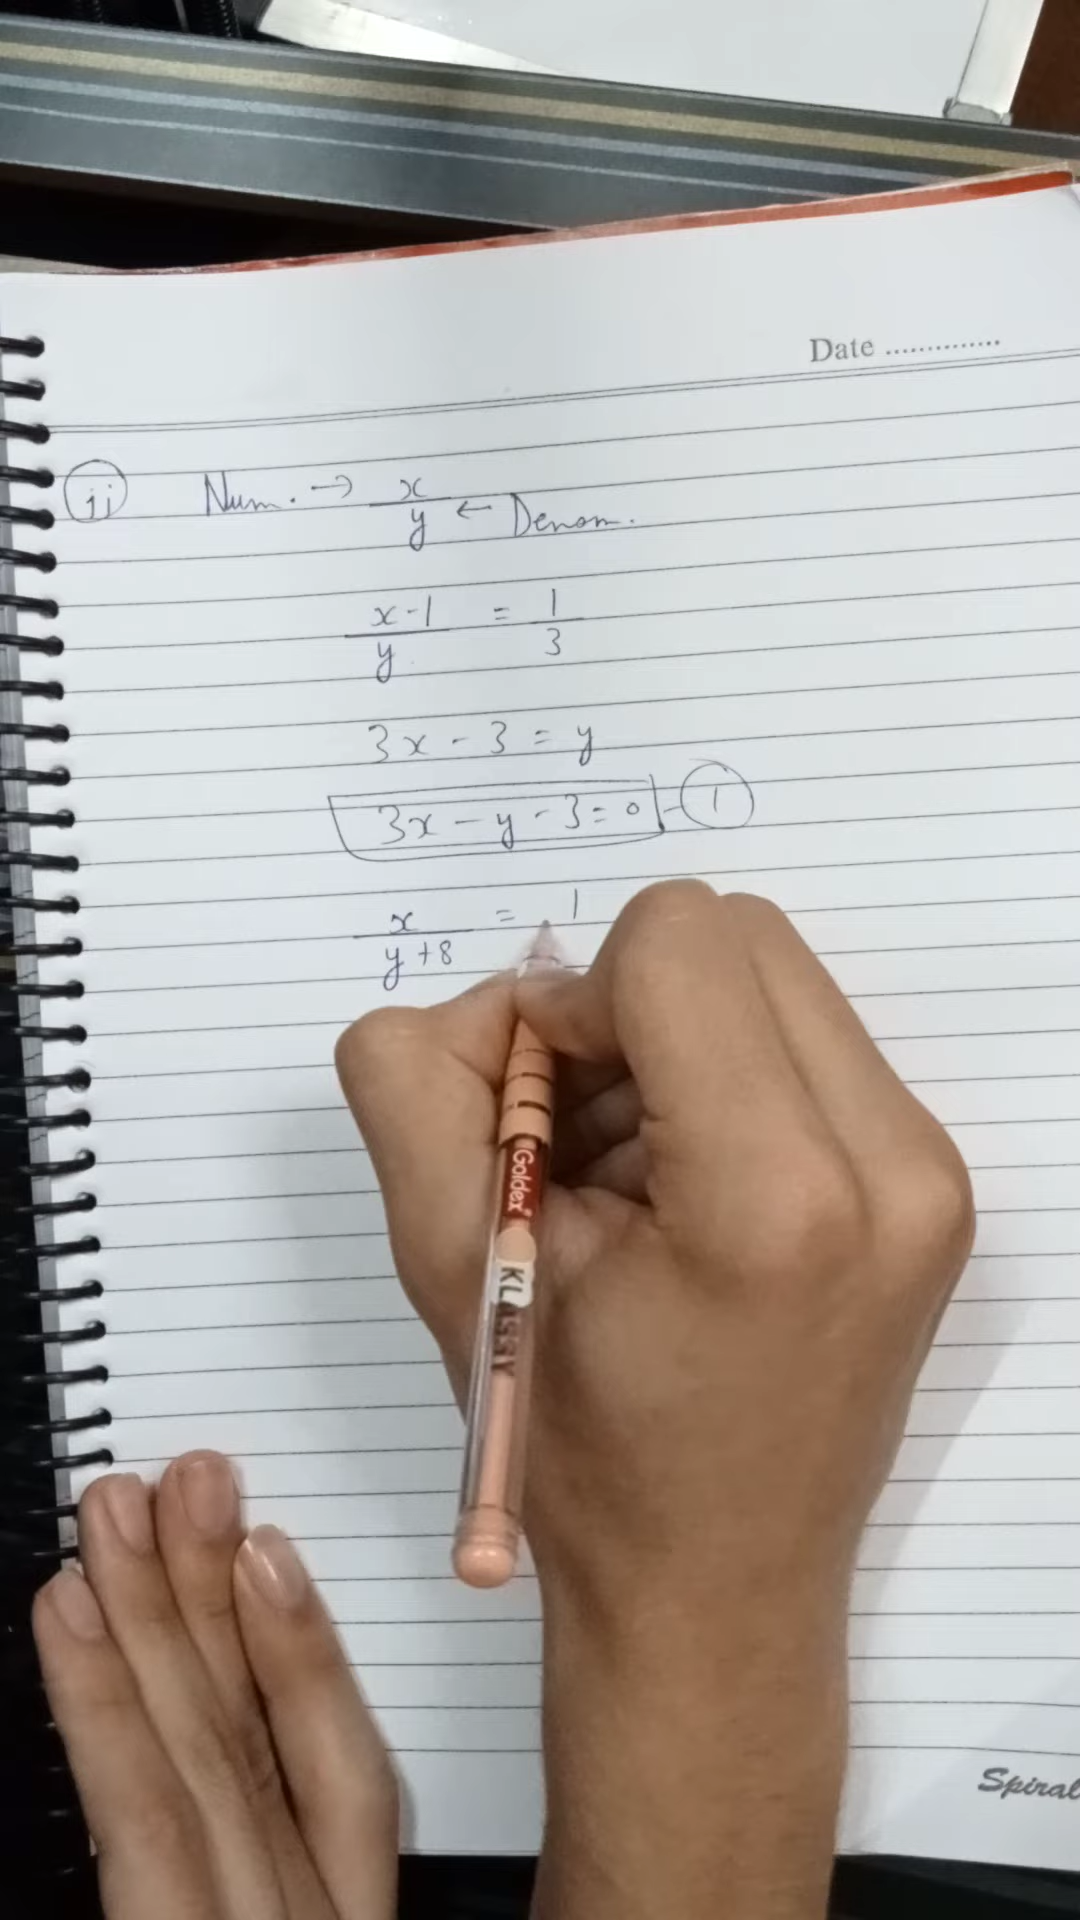 Date ..............
ii Num. → x/y ← Denom.
x-1/y = 1/3
3x - 3 = y
3x - y - 3 = 0 - 1
x/y+8 = 1
Goldex
KLASSY
Spiral